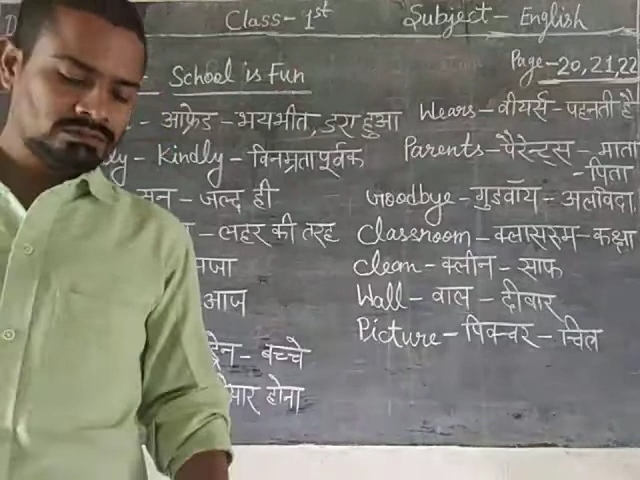 Class- 1st Subject- English
School is Fun
Page-20,21,22
- आफ्रेड - भयभीत, डरा हुआ
- Kindly - विनम्रतापूर्वक
- जल्द ही
- लहर की तरह
आज
- बच्चे
होना
Wears - वीयर्स - पहनती है
Parents - पैरेन्ट्स - माता
- पिता
Goodbye - गुडबॉय - अलविदा
Classroom - क्लासरूम - कक्षा
Clean - क्लीन - साफ
Wall - वाल - दीवार
Picture - पिक्चर - चित्र